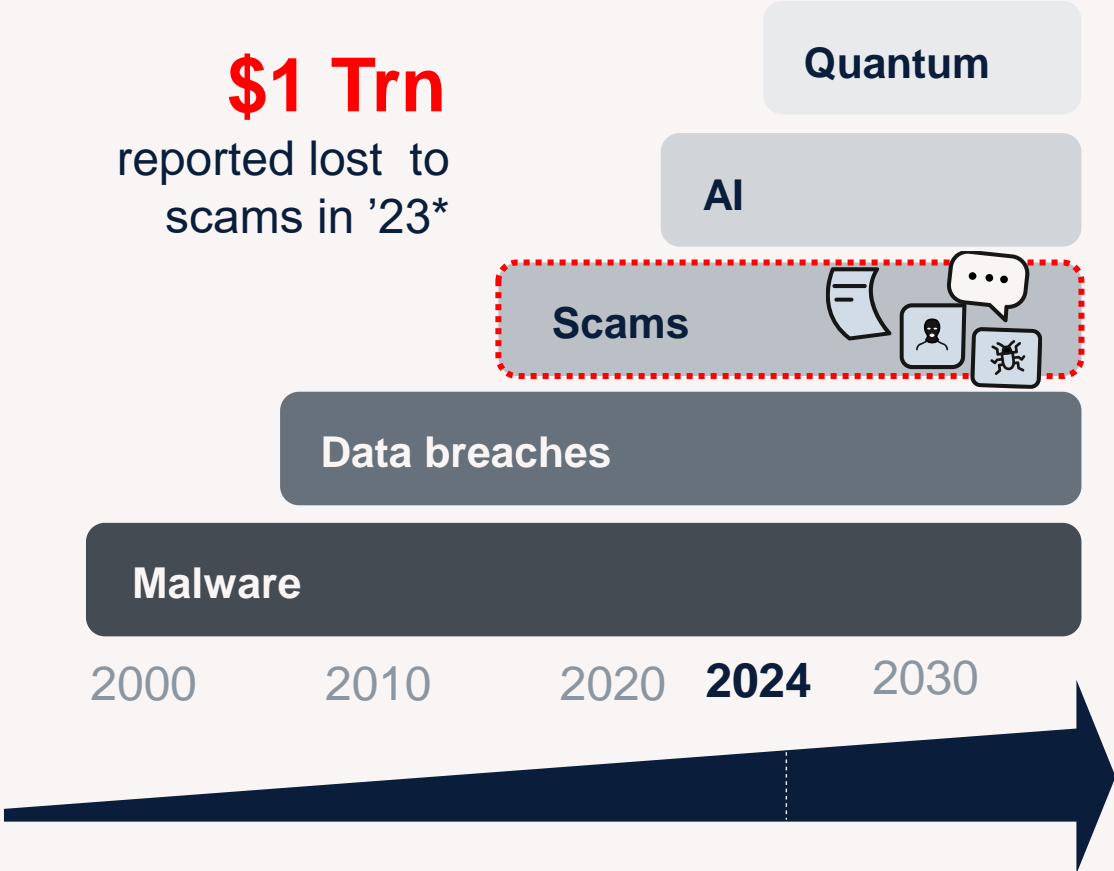 $1 Trn
reported lost  to
scams in ’23*
Quantum
AI
Scams
Data breaches
Malware
2000
2010
2020
2024
2030